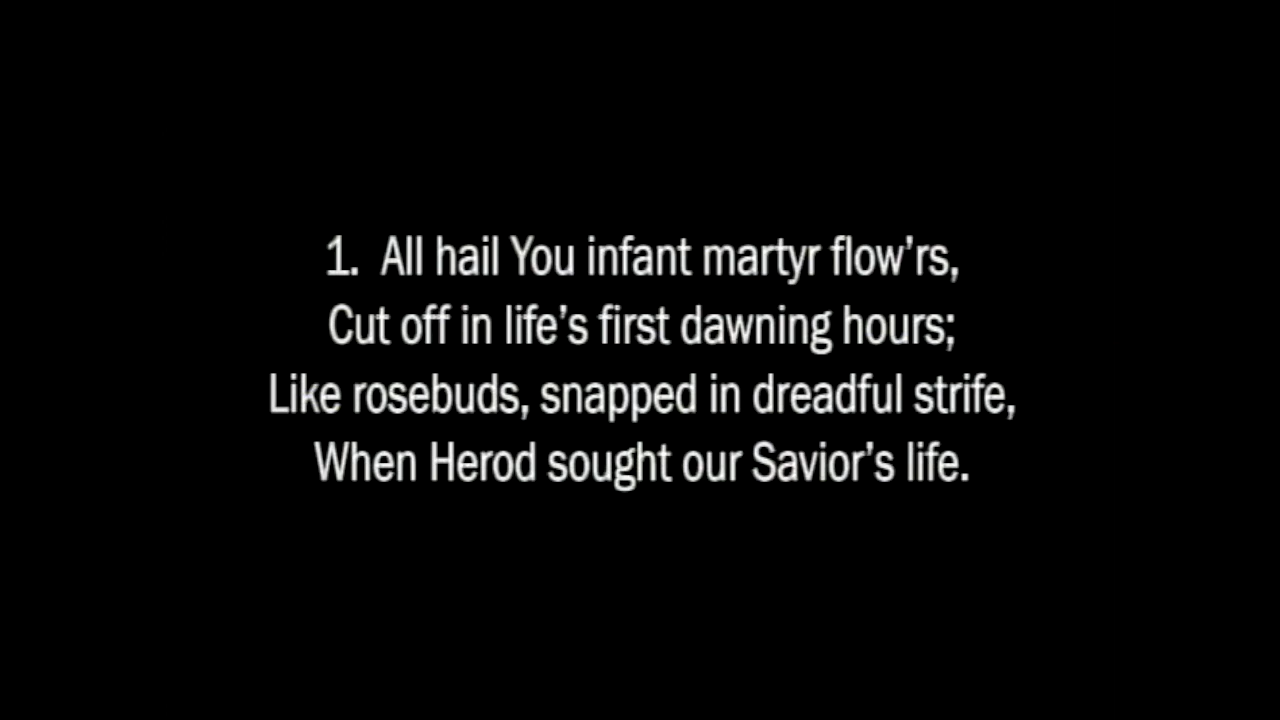 1.  All hail You infant martyr flow’rs,
Cut off in life’s first dawning hours;
Like rosebuds, snapped in dreadful strife,
When Herod sought our Savior’s life.